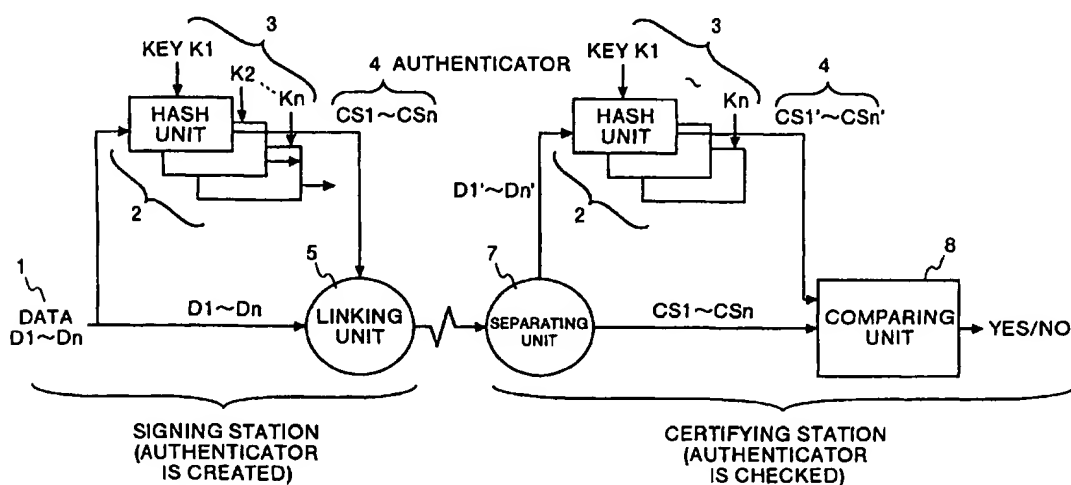 3
KEY K1
K2
Kn
4 AUTHENTICATOR
CS1~CSn
HASH
UNIT
2
1
DATA
D1~Dn
D1~Dn
5
LINKING
UNIT
SIGNING STATION
(AUTHENTICATOR
IS CREATED)
3
KEY K1
~
Kn
4
CS1'~CSn'
HASH
UNIT
D1'~Dn'
2
7
SEPARATING
UNIT
CS1~CSn
8
COMPARING
UNIT
YES/NO
CERTIFYING STATION
(AUTHENTICATOR
IS CHECKED)